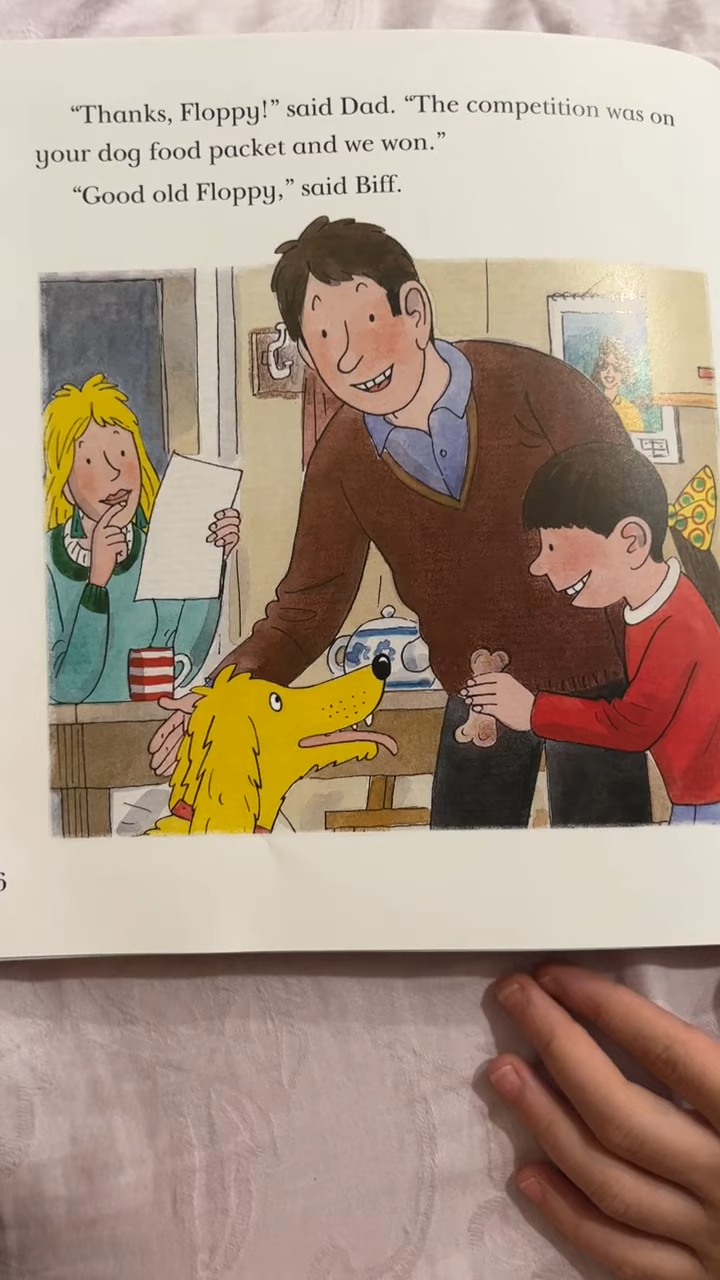 “Thanks, Floppy!” said Dad. “The competition was on
your dog food packet and we won.”
“Good old Floppy,” said Biff.
6